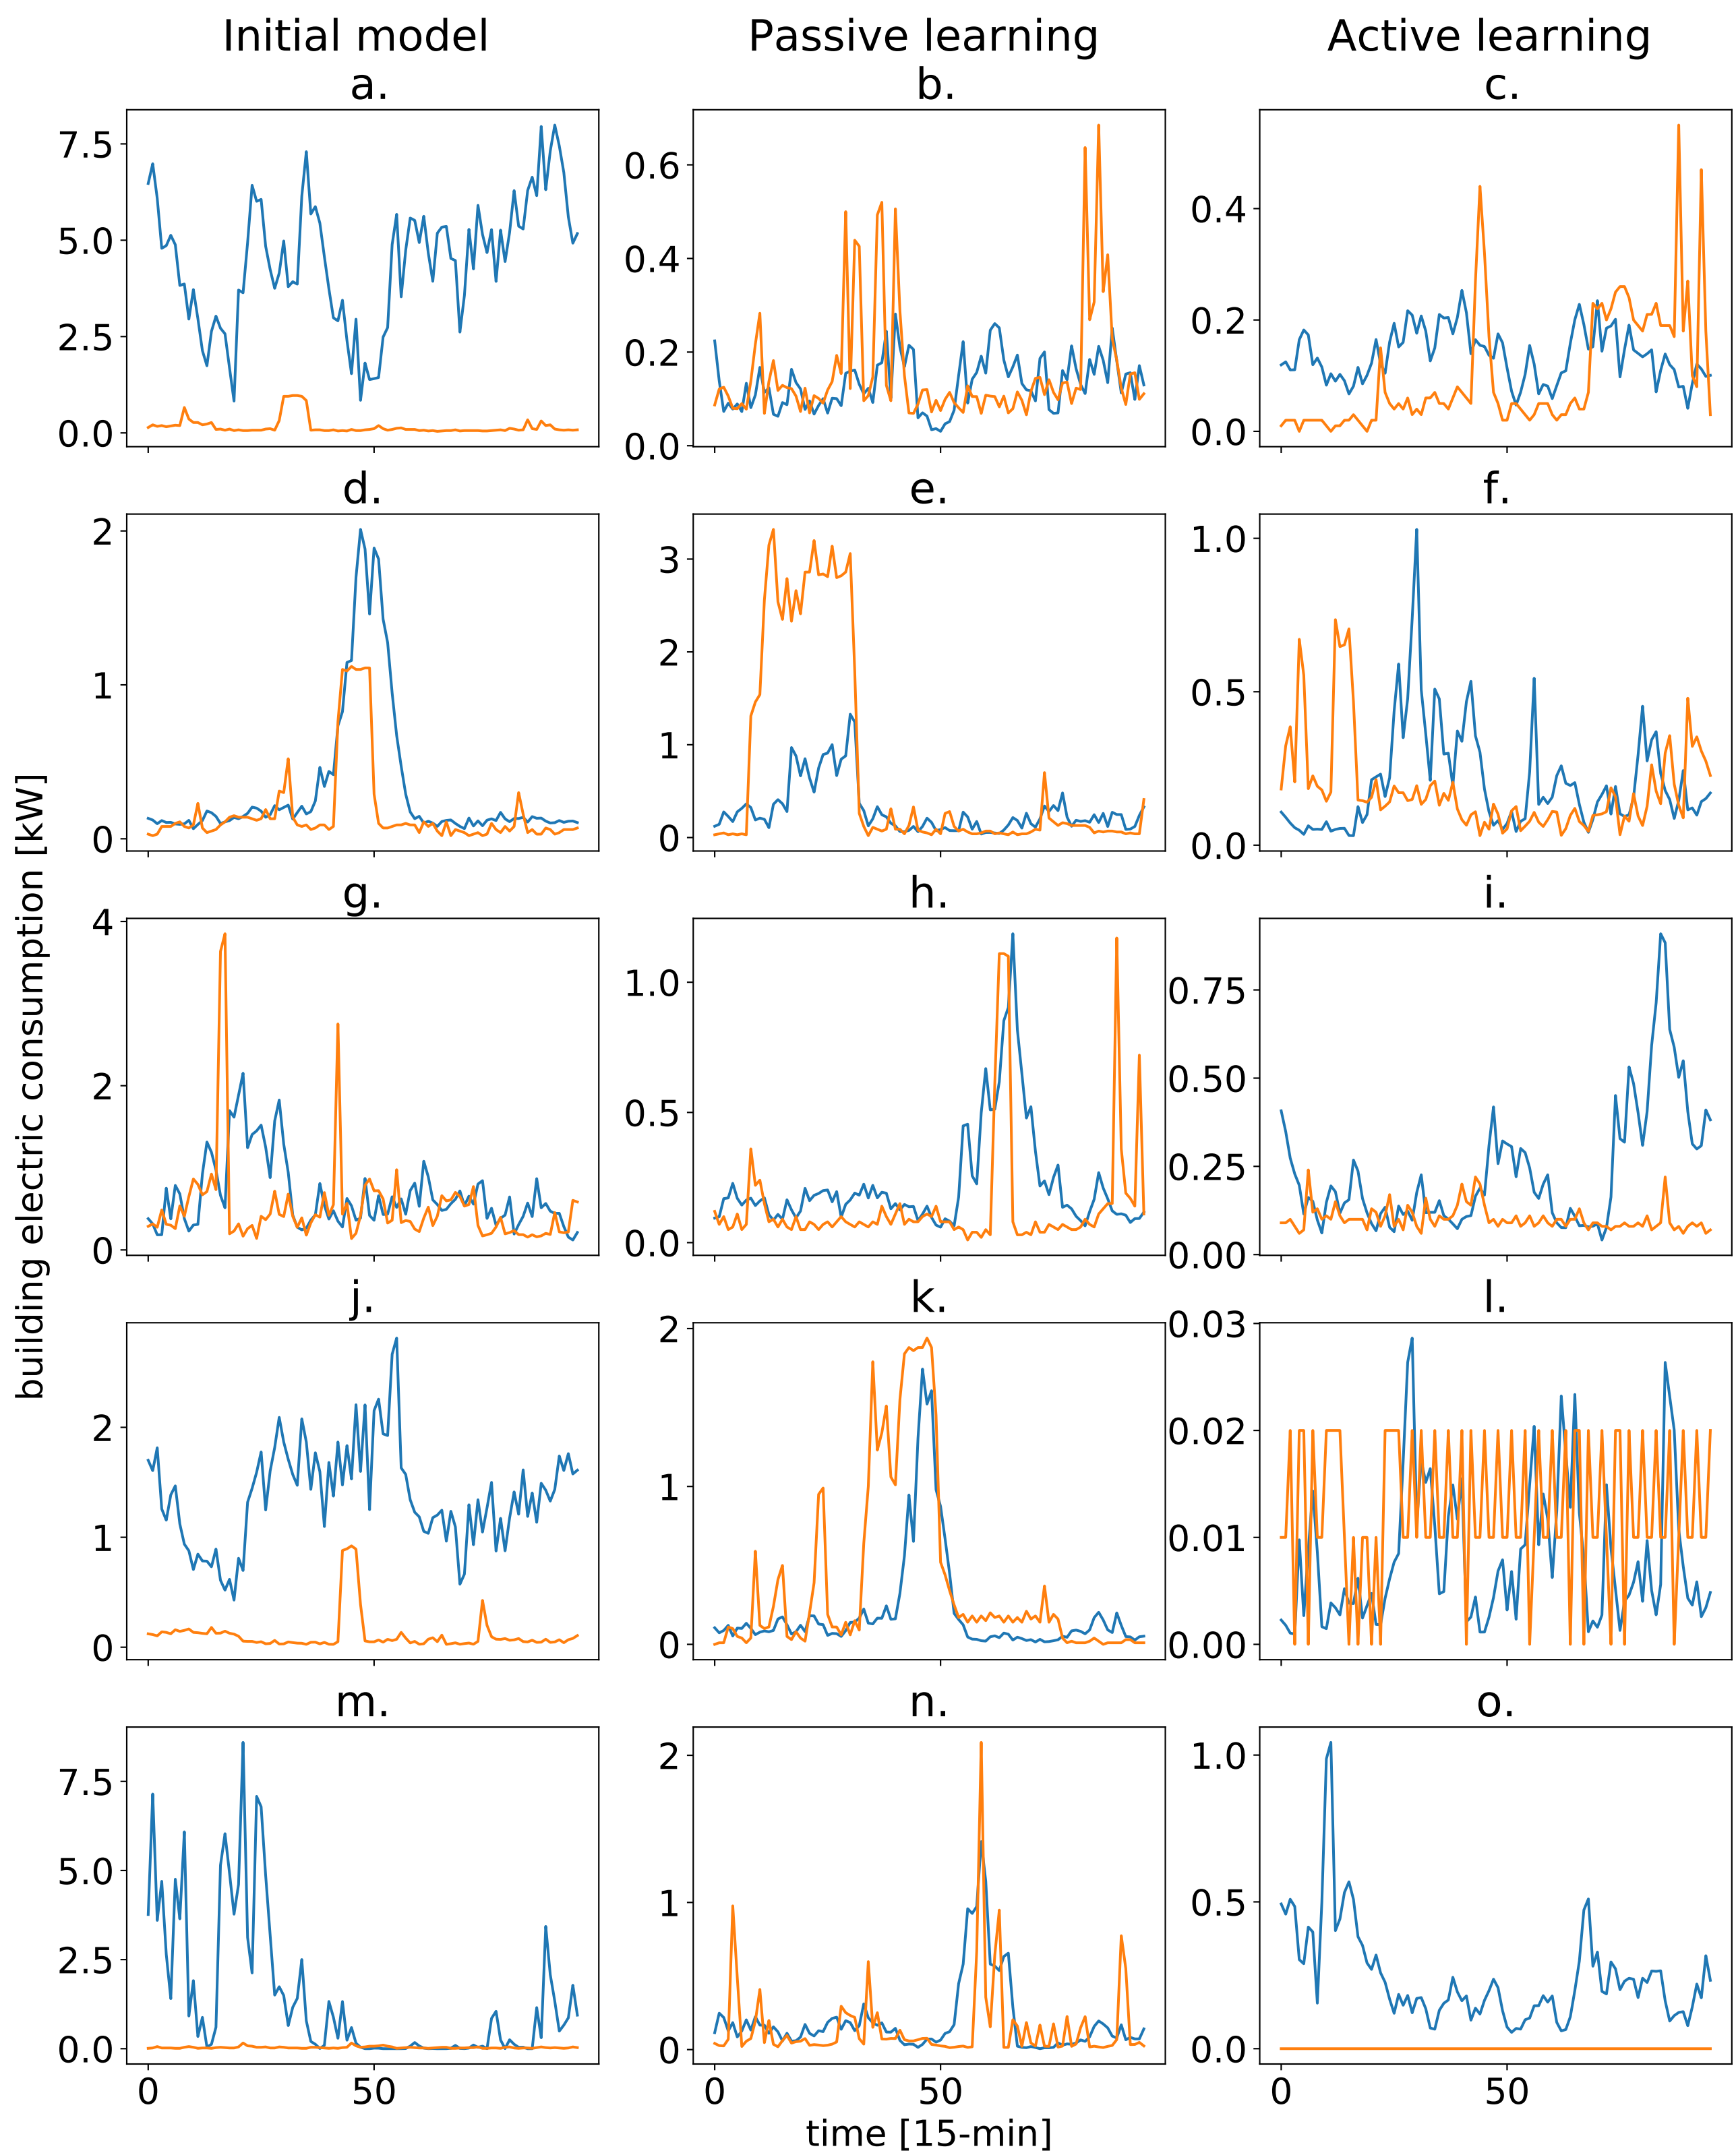 Initial model
Passive learning
Active learning
a.
b.
c.
7.5
5.0
2.5
0.0
0.6
0.4
0.2
0.0
0.4
0.2
0.0
d.
e.
f.
2
1
0
3
2
1
0
1.0
0.5
0.0
g.
h.
i.
4
2
0
1.0
0.5
0.0
0.75
0.50
0.25
0.00
building electric consumption [kW]
j.
k.
l.
2
1
0
2
1
0
0.03
0.02
0.01
0.00
m.
n.
o.
7.5
5.0
2.5
0.0
2
1
0
1.0
0.5
0.0
0 50
0 50
0 50
time [15-min]